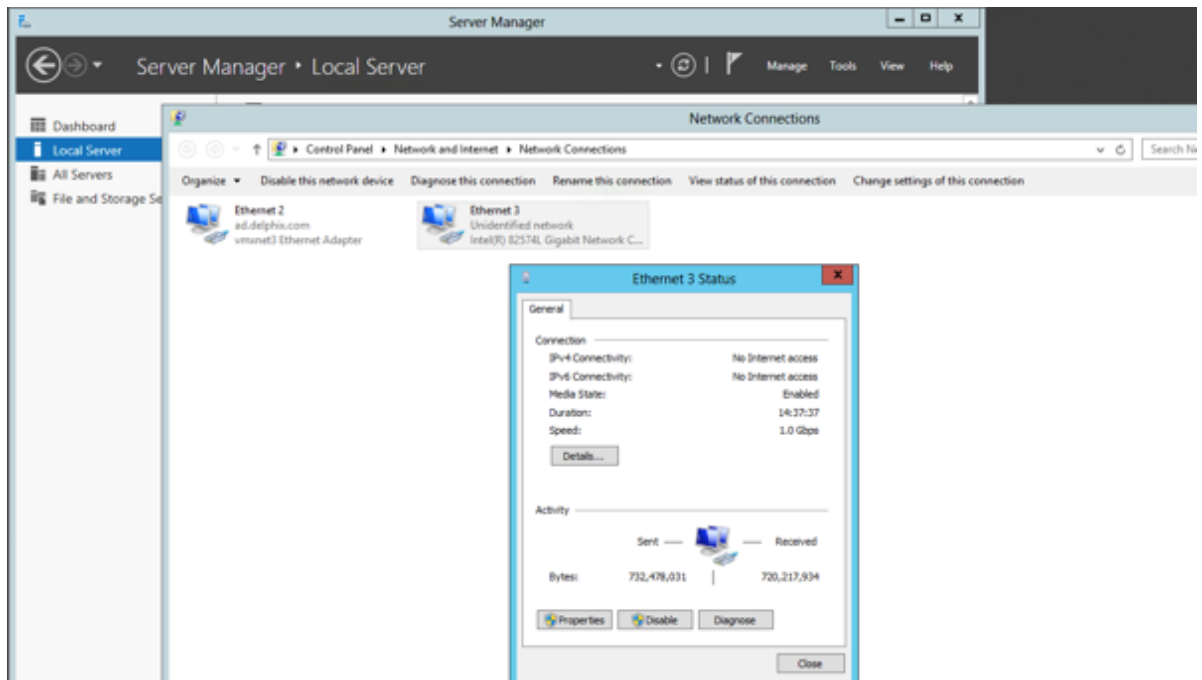 Server Manager
Server Manager • Local Server
Manage Tools View Help
Dashboard
Local Server
All Servers
File and Storage Se
Network Connections
Control Panel Network and Internet Network Connections
Search Ne
Organize Disable this network device Diagnose this connection Rename this connection View status of this connection Change settings of this connection
Ethernet 2
ad.delphix.com
vmxnet3 Ethernet Adapter
Ethernet 3
Unidentified network
Intel(R) 82574L Gigabit Network C...
Ethernet 3 Status
General
Connection
IPv4 Connectivity: No Internet access
IPv6 Connectivity: No Internet access
Media State: Enabled
Duration: 14:37:37
Speed: 1.0 Gbps
Details...
Activity
Sent Received
Bytes: 732,478,031 720,217,934
Properties Disable Diagnose
Close